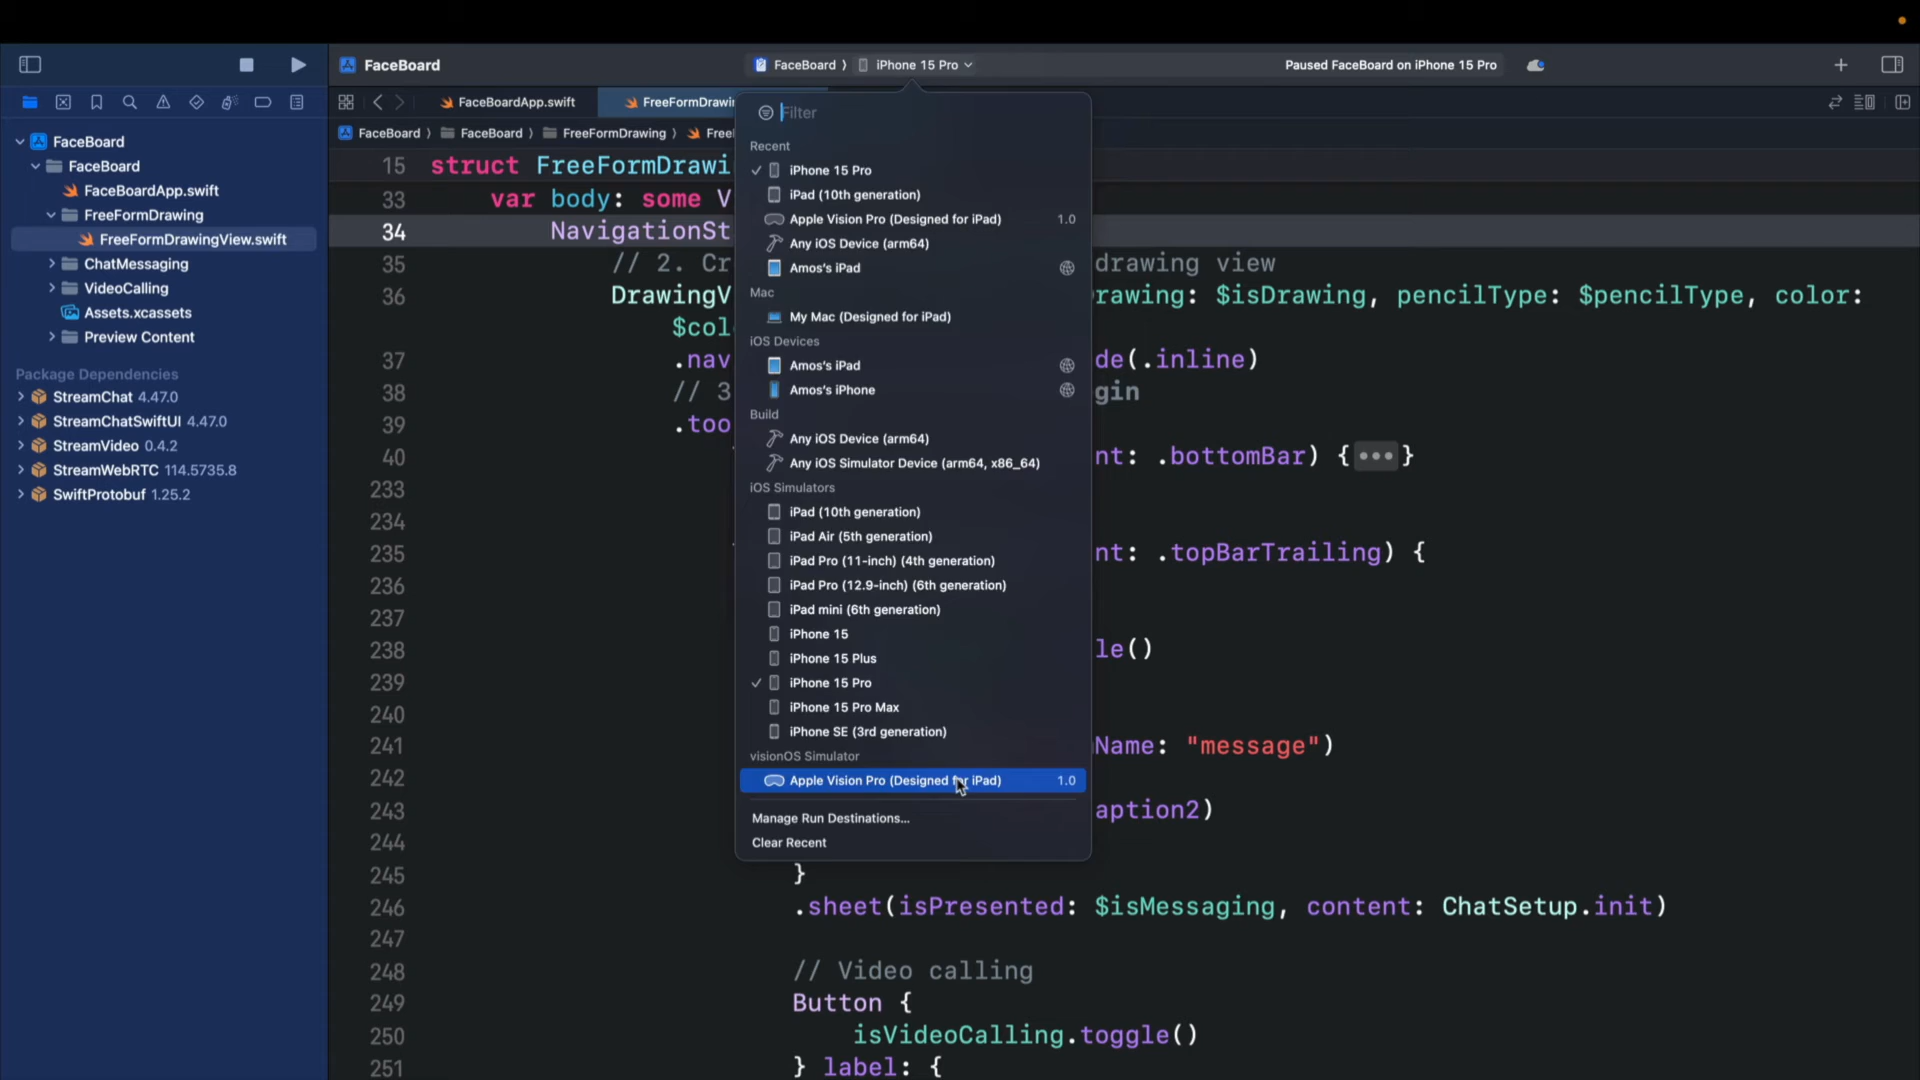 FaceBoard
FaceBoard
iPhone 15 Pro
Paused FaceBoard on iPhone 15 Pro
FaceBoardApp.swift
FreeFormDrawin
FaceBoard
FaceBoard
FreeFormDrawing
Free
FaceBoard
FaceBoard
FaceBoardApp.swift
FreeFormDrawing
FreeFormDrawingView.swift
ChatMessaging
VideoCalling
Assets.xcassets
Preview Content
Package Dependencies
StreamChat 4.47.0
StreamChatSwiftUI 4.47.0
StreamVideo 0.4.2
StreamWebRTC 114.5735.8
SwiftProtobuf 1.25.2
Filter
Recent
iPhone 15 Pro
iPad (10th generation)
Apple Vision Pro (Designed for iPad) 1.0
Any iOS Device (arm64)
Amos's iPad
Mac
My Mac (Designed for iPad)
iOS Devices
Amos's iPad
Amos's iPhone
Build
Any iOS Device (arm64)
Any iOS Simulator Device (arm64, x86_64)
iOS Simulators
iPad (10th generation)
iPad Air (5th generation)
iPad Pro (11-inch) (4th generation)
iPad Pro (12.9-inch) (6th generation)
iPad mini (6th generation)
iPhone 15
iPhone 15 Plus
iPhone 15 Pro
iPhone 15 Pro Max
iPhone SE (3rd generation)
visionOS Simulator
Apple Vision Pro (Designed for iPad) 1.0
Manage Run Destinations...
Clear Recent
15 struct FreeFormDrawi
33 var body: some V
34 NavigationSt
35 // 2. Cr drawing view
36 DrawingV rawing: $isDrawing, pencilType: $pencilType, color:
$col
37 .nav de(.inline)
38 // 3 gin
39 .too
40 nt: .bottomBar) {•••}
233
234
235 nt: .topBarTrailing) {
236
237
238 le()
239
240
241 Name: "message")
242
243 aption2)
244
245 }
246 .sheet(isPresented: $isMessaging, content: ChatSetup.init)
247
248 // Video calling
249 Button {
250 isVideoCalling.toggle()
251 } label: {